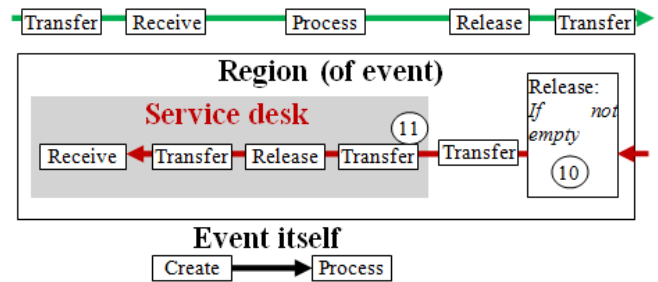 Transfer Receive Process Release Transfer
Region (of event)
Release:
If not
empty
10
Service desk
11
Receive Transfer Release Transfer Transfer
Event itself
Create Process